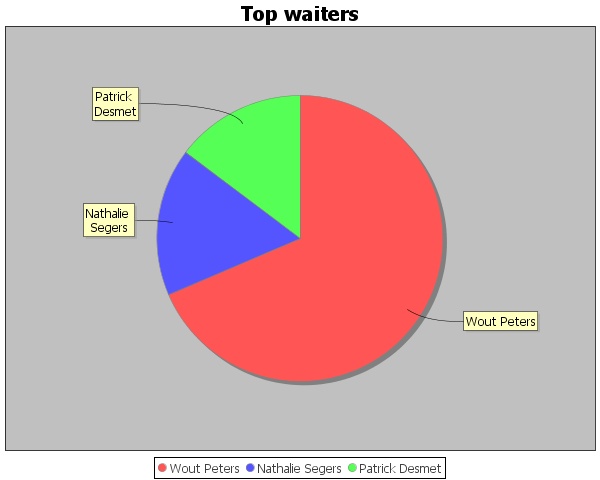 Top waiters
Patrick
Desmet
Nathalie
Segers
Wout Peters
Wout Peters Nathalie Segers Patrick Desmet